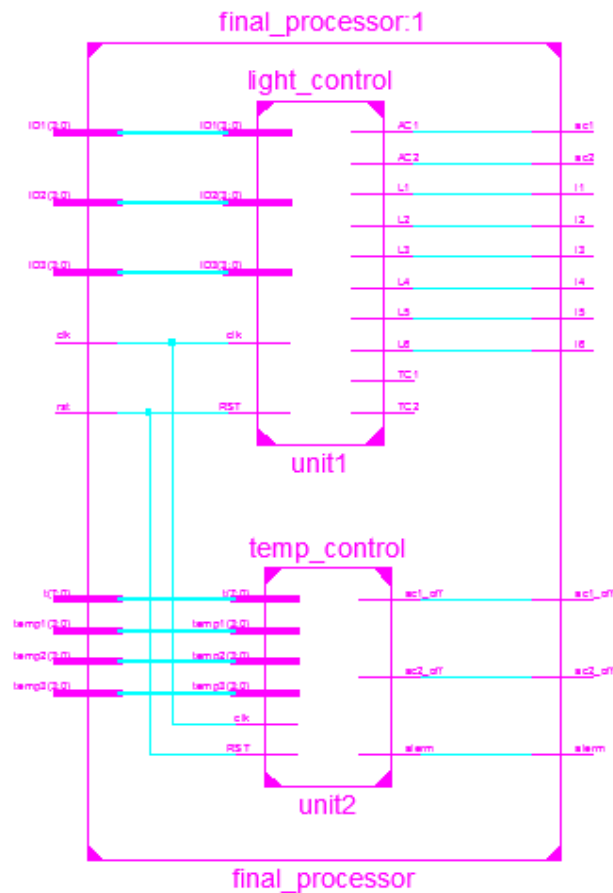 final_processor:1
light_control
IO1(3:0) IO1(3:0) AC1 ac1
AC2 ac2
IO2(3:0) IO2(3:0) L1 l1
L2 l2
IO3(3:0) IO3(3:0) L3 l3
L4 l4
L5 l5
clk clk L6 l6
TC1
rst RST TC2
unit1
temp_control
t(7:0) t(7:0) ac1_off ac1_off
temp1(3:0) temp1(3:0)
temp2(3:0) temp2(3:0) ac2_off ac2_off
temp3(3:0) temp3(3:0)
clk
RST alarm alarm
unit2
final_processor